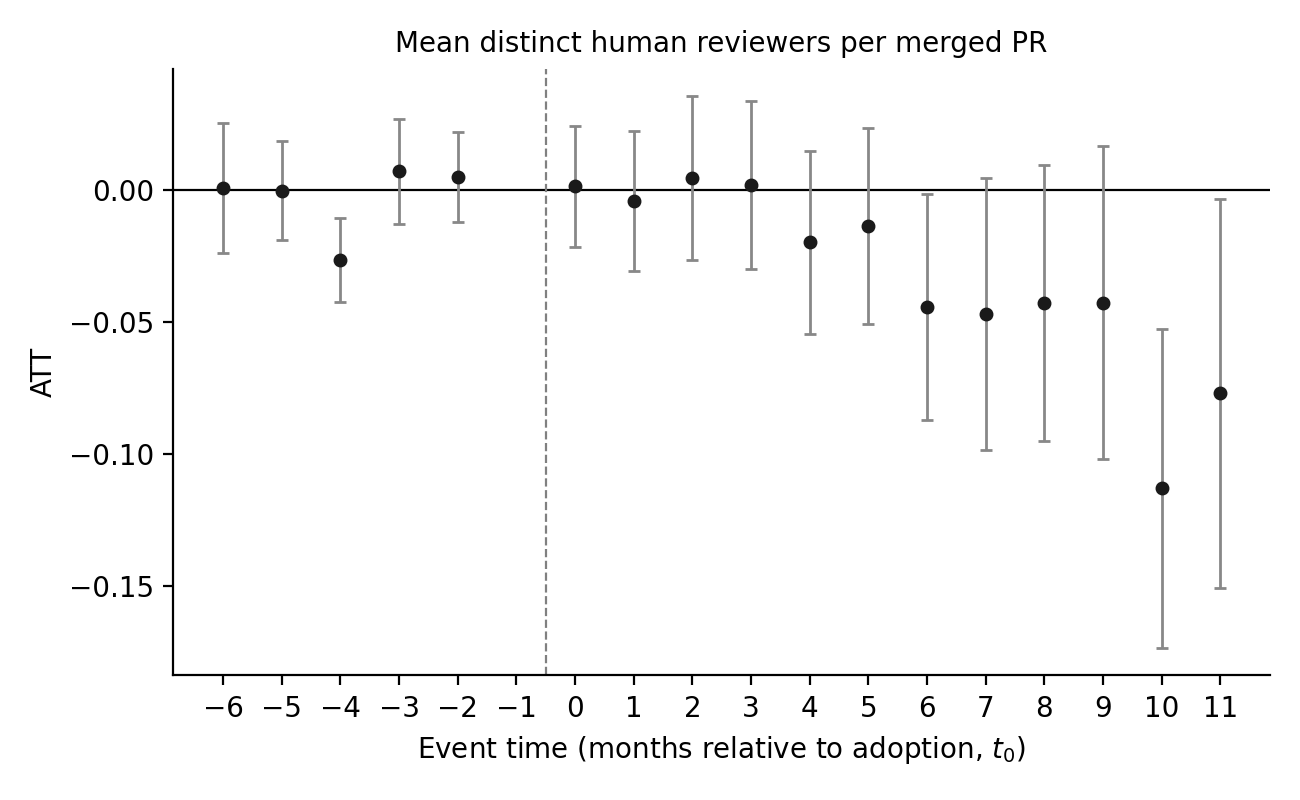 Mean distinct human reviewers per merged PR
0.00
−0.05
−0.10
−0.15
ATT
−6 −5 −4 −3 −2 −1 0 1 2 3 4 5 6 7 8 9 10 11
Event time (months relative to adoption, t₀)